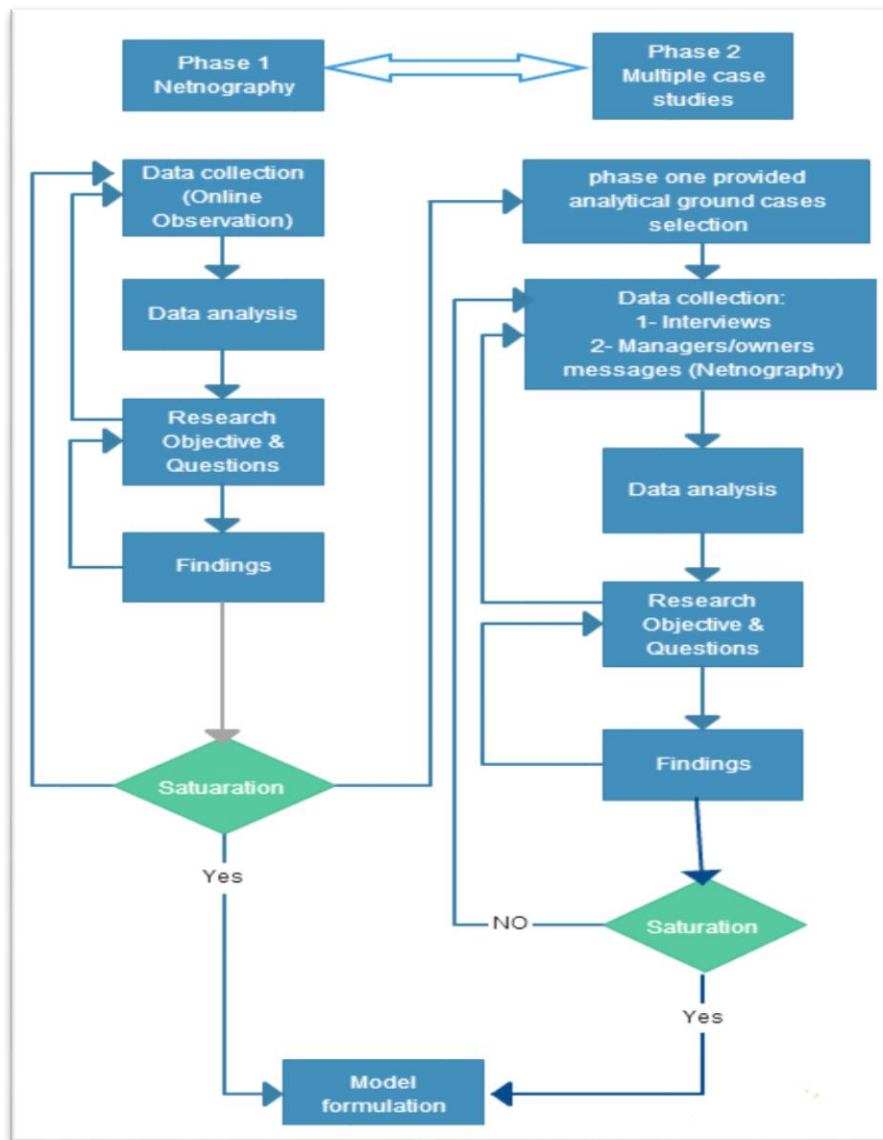 Phase 1
Netnography
Phase 2
Multiple case
studies
Data collection
(Online
Observation)
Data analysis
Research
Objective &
Questions
Findings
Satuaration
Yes
phase one provided
analytical ground cases
selection
Data collection:
1- Interviews
2- Managers/owners
messages (Netnography)
Data analysis
Research
Objective &
Questions
Findings
NO
Saturation
Yes
Model
formulation